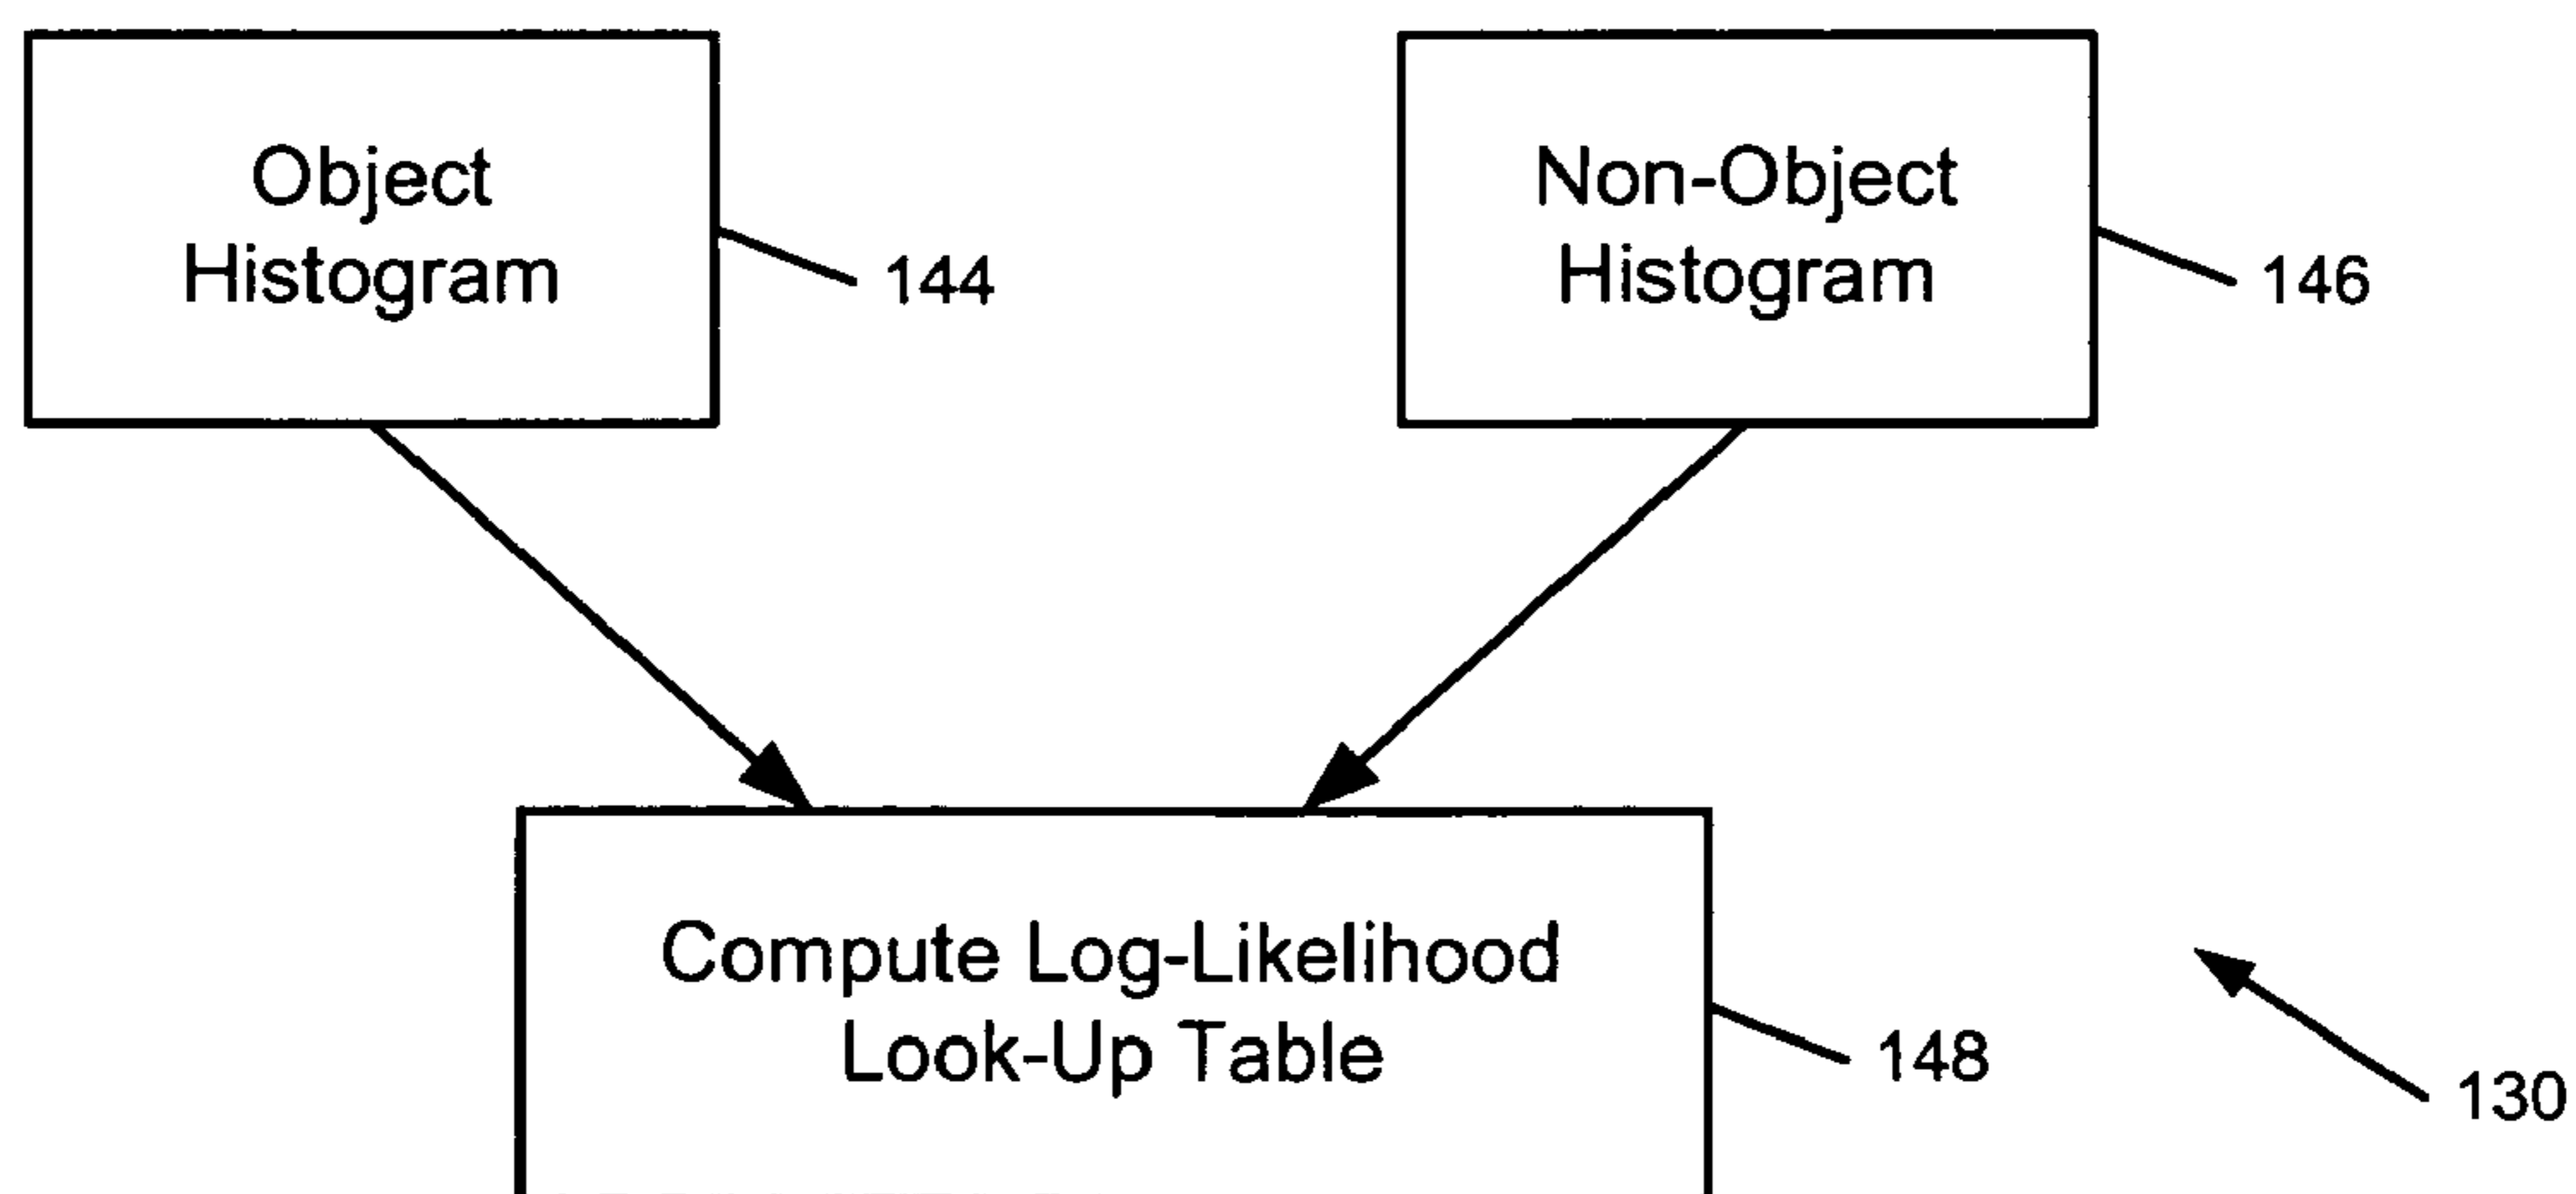 Object
Histogram
144
Non-Object
Histogram
146
Compute Log-Likelihood
Look-Up Table
148
130